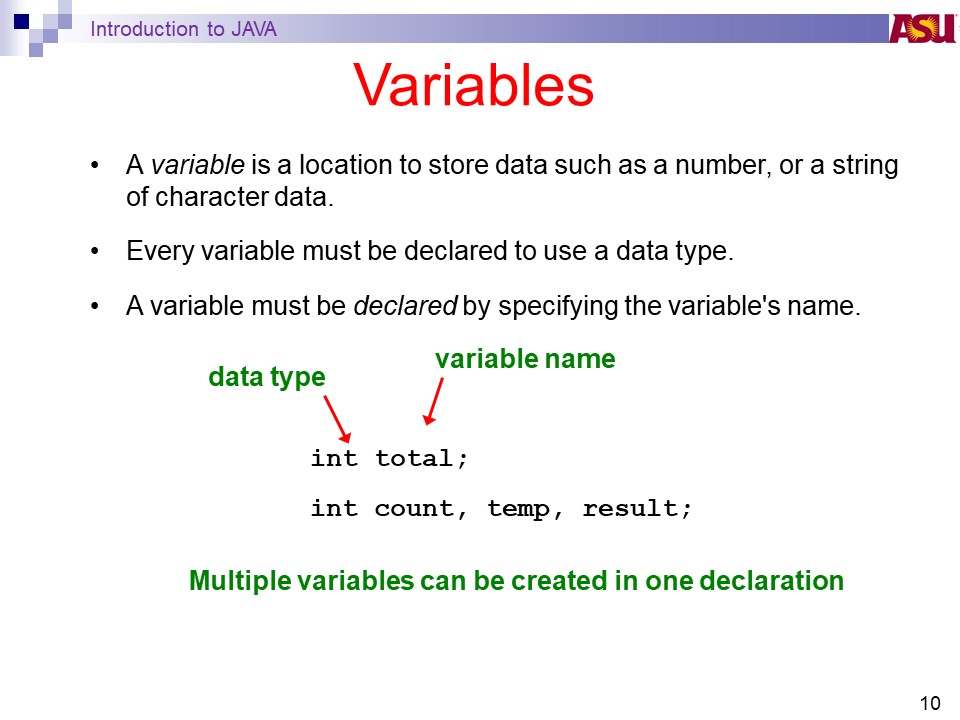 Introduction to JAVA
ASU
Variables
• A variable is a location to store data such as a number, or a string
of character data.
• Every variable must be declared to use a data type.
• A variable must be declared by specifying the variable's name.
variable name
data type
int total;
int count, temp, result;
Multiple variables can be created in one declaration
10